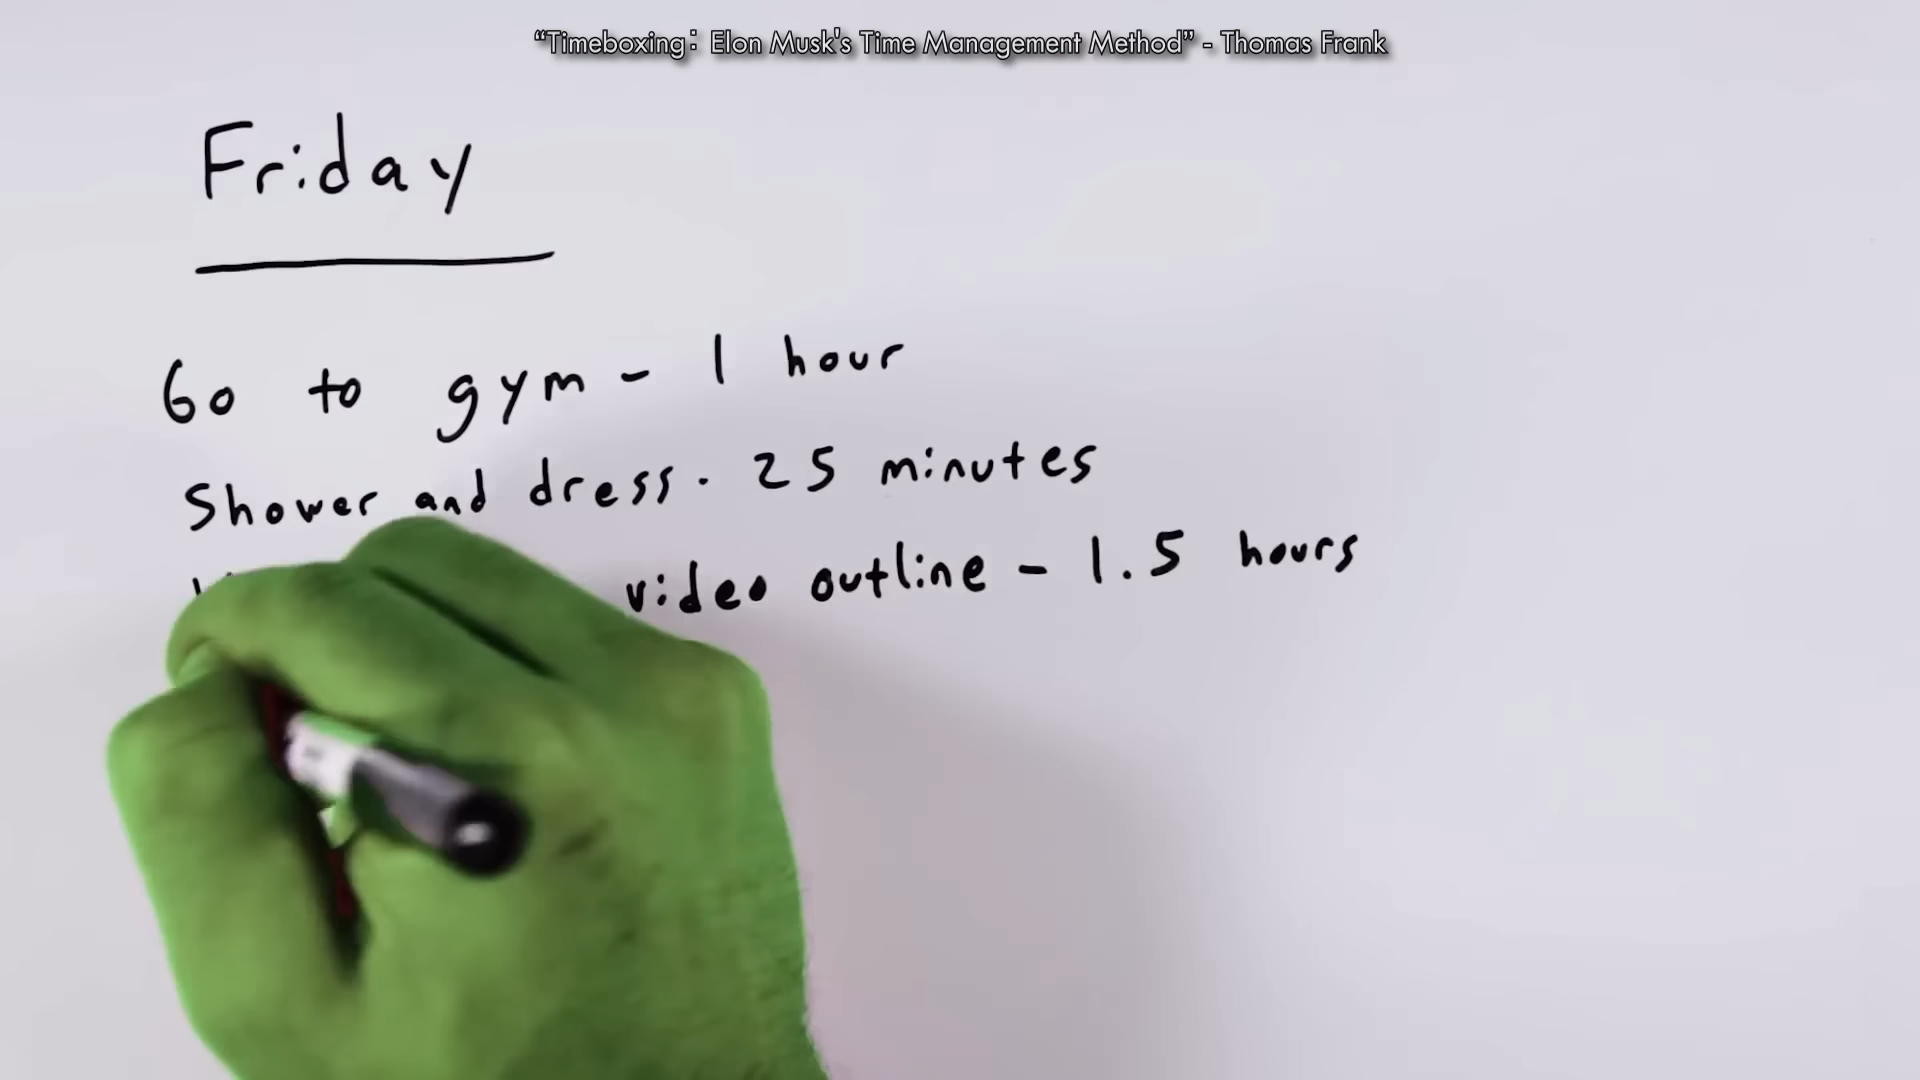 “Timeboxing: Elon Musk's Time Management Method” - Thomas Frank
Friday
Go to gym - 1 hour
Shower and dress. 25 minutes
video outline - 1.5 hours